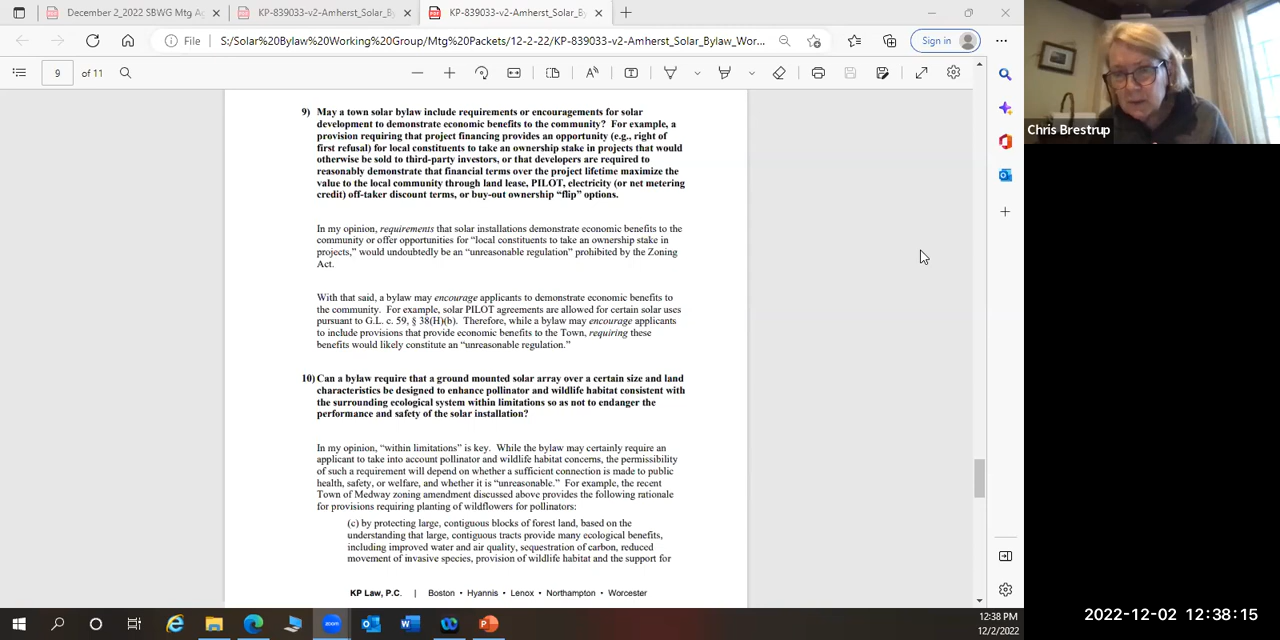 December 2_2022 SBWG Mtg A
KP-839033-v2-Amherst_Solar_By
KP-839033-v2-Amherst_Solar_By
File
S:/Solar%20Bylaw%20Working%20Group/Mtg%20Packets/12-2-22/KP-839033-v2-Amherst_Solar_Bylaw_Wor...
Sign in
9 of 11
9) May a town solar bylaw include requirements or encouragements for solar
development to demonstrate economic benefits to the community? For example, a
provision requiring that project financing provides an opportunity (e.g., right of
first refusal) for local constituents to take an ownership stake in projects that would
otherwise be sold to third-party investors, or that developers are required to
reasonably demonstrate that financial terms over the project lifetime maximize the
value to the local community through land lease, PILOT, electricity (or net metering
credit) off-taker discount terms, or buy-out ownership “flip” options.
In my opinion, requirements that solar installations demonstrate economic benefits to the
community or offer opportunities for “local constituents to take an ownership stake in
projects,” would undoubtedly be an “unreasonable regulation” prohibited by the Zoning
Act.
With that said, a bylaw may encourage applicants to demonstrate economic benefits to
the community. For example, solar PILOT agreements are allowed for certain solar uses
pursuant to G.L. c. 59, § 38(H)(b). Therefore, while a bylaw may encourage applicants
to include provisions that provide economic benefits to the Town, requiring these
benefits would likely constitute an “unreasonable regulation.”
10) Can a bylaw require that a ground mounted solar array over a certain size and land
characteristics be designed to enhance pollinator and wildlife habitat consistent with
the surrounding ecological system within limitations so as not to endanger the
performance and safety of the solar installation?
In my opinion, “within limitations” is key. While the bylaw may certainly require an
applicant to take into account pollinator and wildlife habitat concerns, the permissibility
of such a requirement will depend on whether a sufficient connection is made to public
health, safety, or welfare, and whether it is “unreasonable.” For example, the recent
Town of Medway zoning amendment discussed above provides the following rationale
for provisions requiring planting of wildflowers for pollinators:
(c) by protecting large, contiguous blocks of forest land, based on the
understanding that large, contiguous tracts provide many ecological benefits,
including improved water and air quality, sequestration of carbon, reduced
movement of invasive species, provision of wildlife habitat and the support for
KP Law, P.C. | Boston • Hyannis • Lenox • Northampton • Worcester
Chris Brestrup
zoom
12:38 PM
12/2/2022
2022-12-02 12:38:15